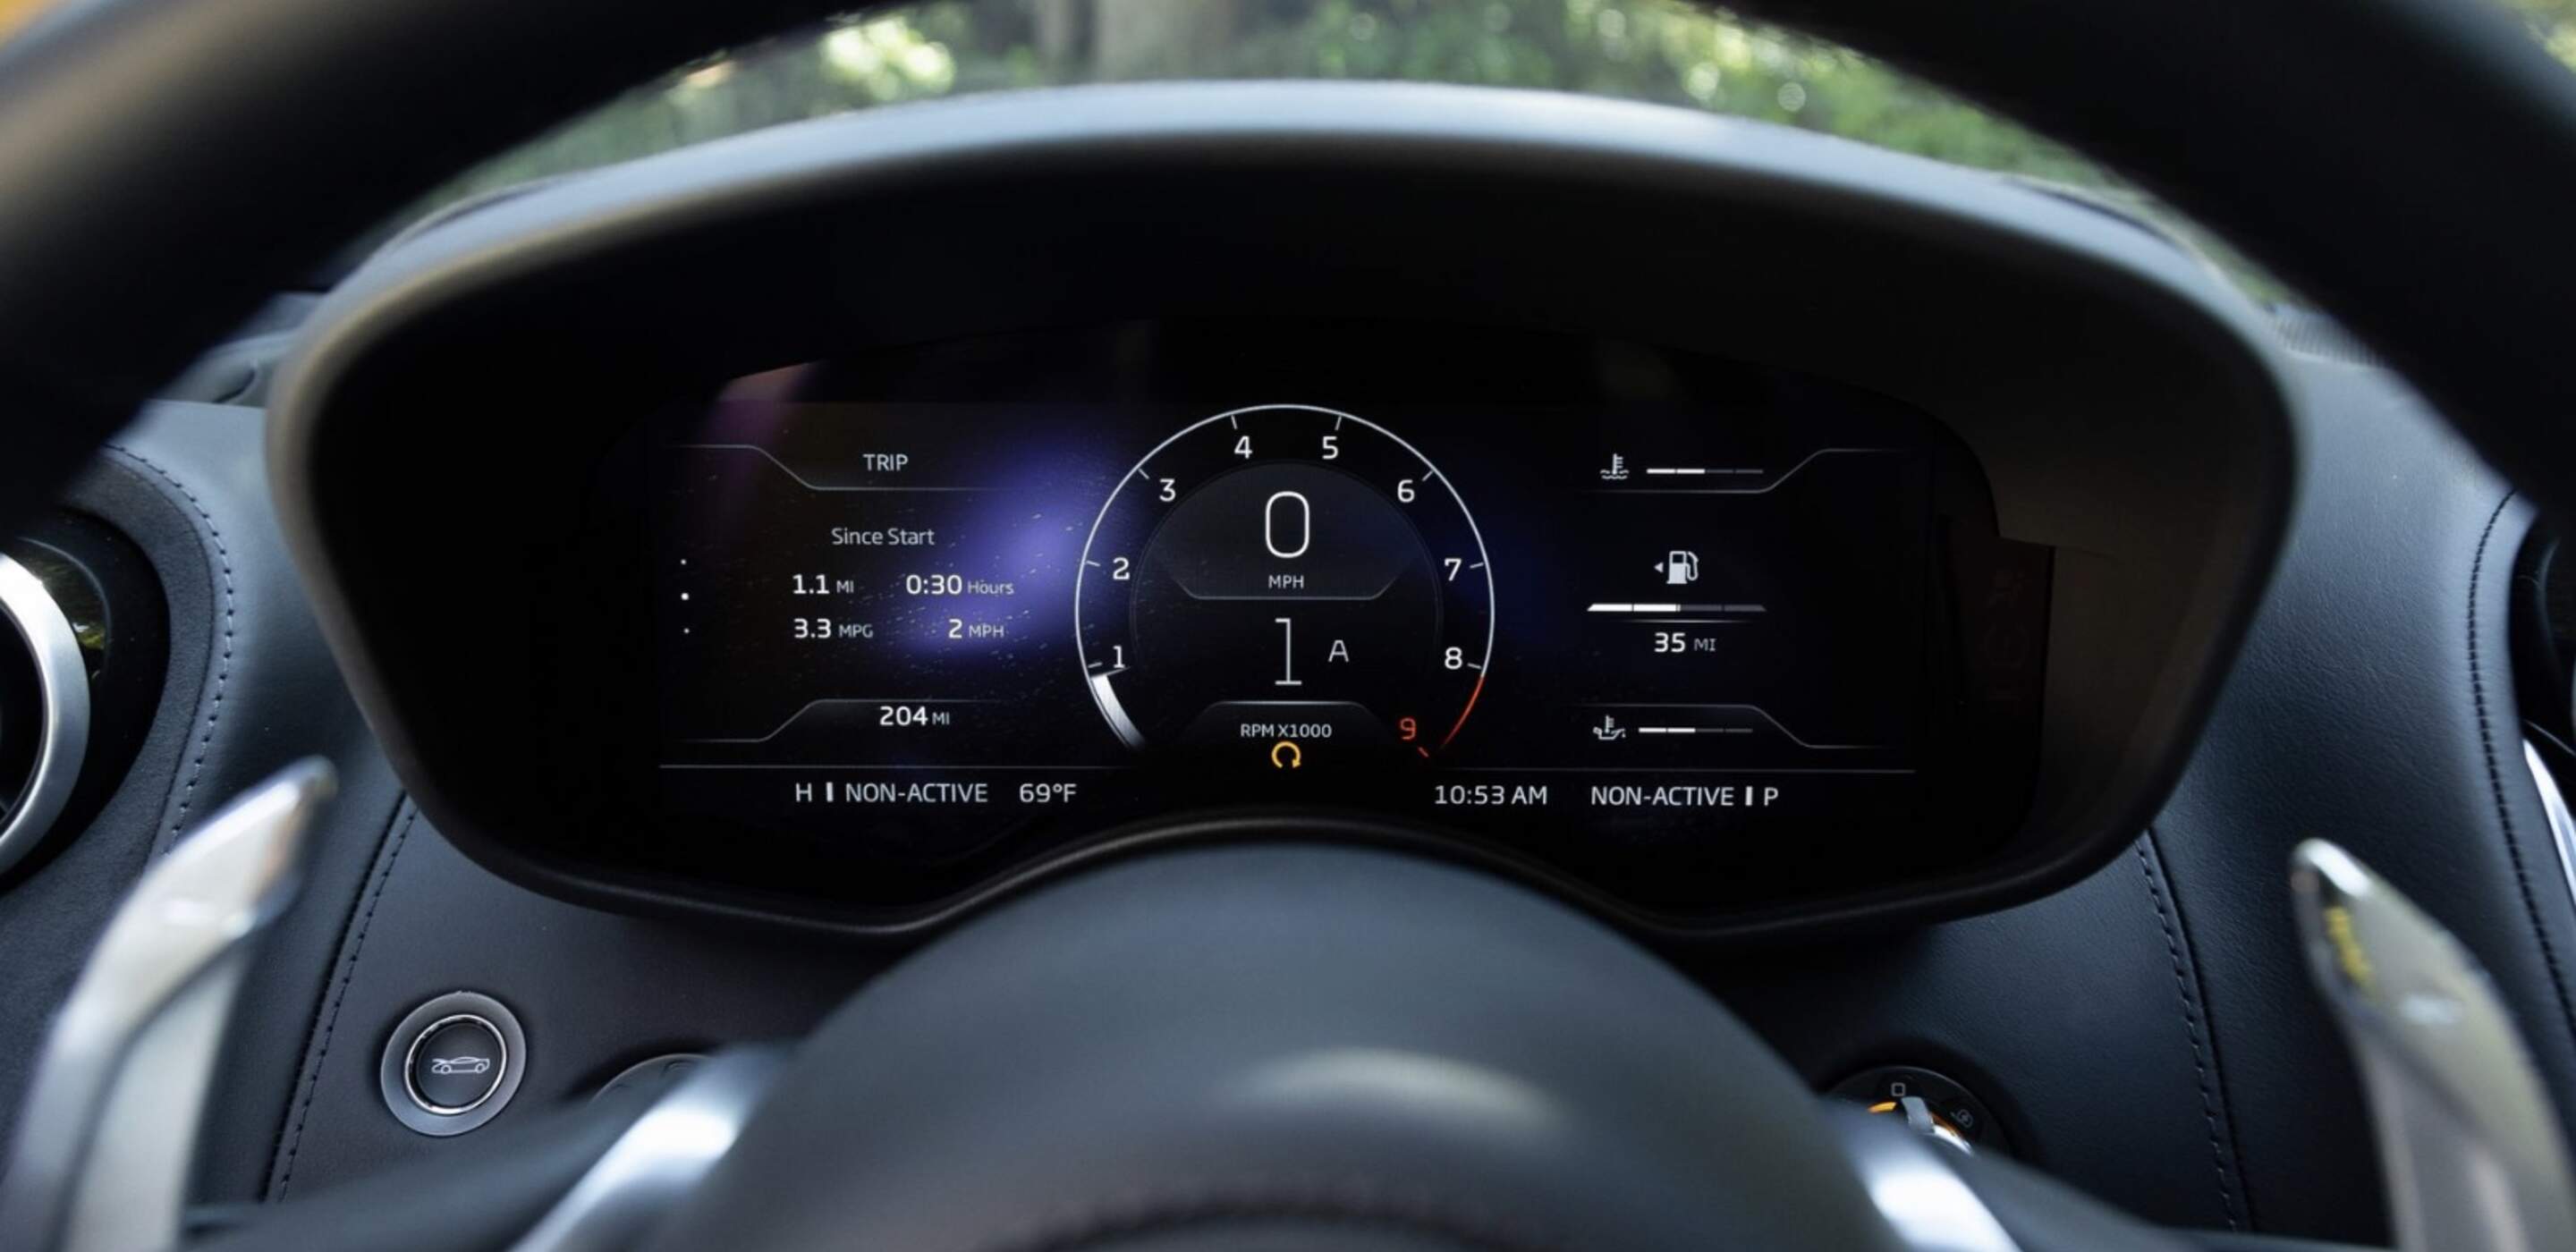 TRIP
Since Start
1.1 MI 0:30 Hours
3.3 MPG 2 MPH
204 MI
H NON-ACTIVE 69°F
1 2 3 4 5 6 7 8 9
0
MPH
1 A
RPM X1000
35 MI
10:53 AM NON-ACTIVE P